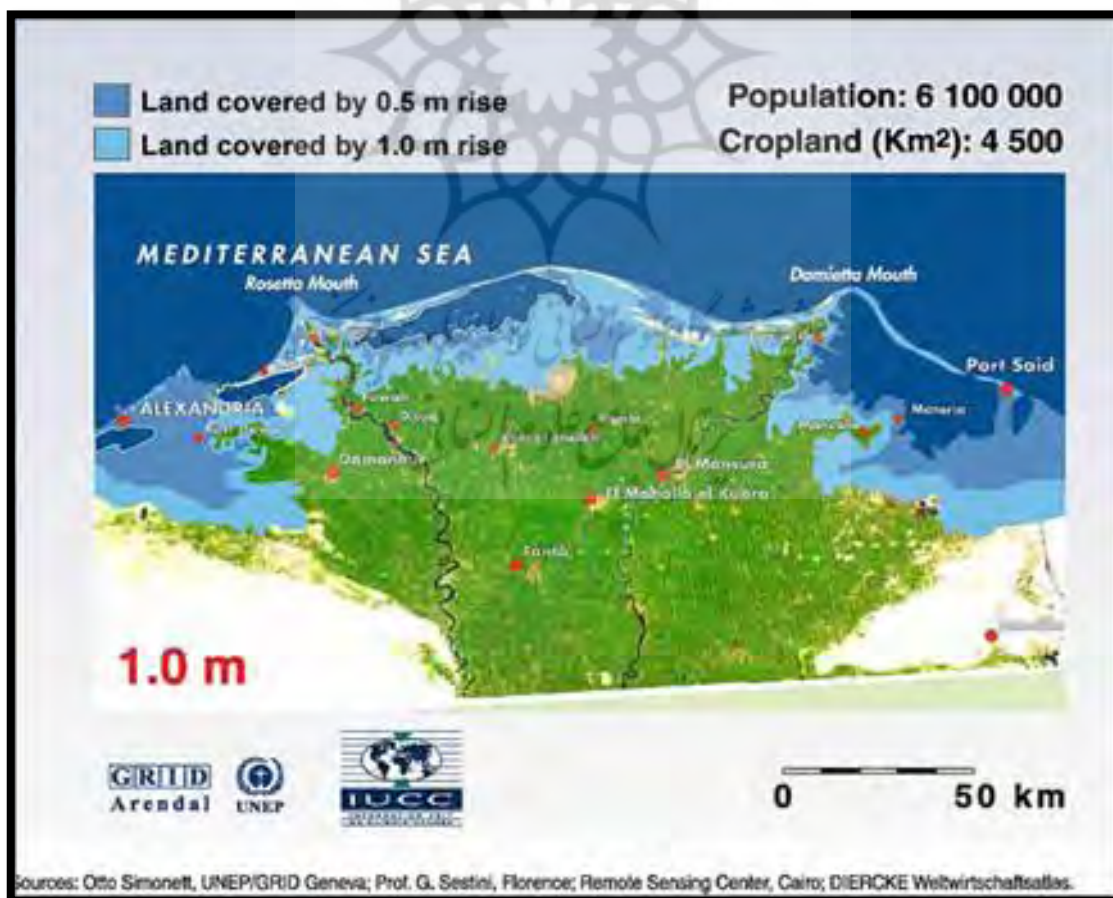 Land covered by 0.5 m rise
Land covered by 1.0 m rise
Population: 6 100 000
Cropland (Km²): 4 500
MEDITERRANEAN SEA
Rosetta Mouth
Damietta Mouth
Port Said
ALEXANDRIA
Fuwah
Damanhur
El Mansura
El Mahalla el Kubra
Tanta
1.0 m
GRID
Arendal
UNEP
IUCC
0 50 km
Sources: Otto Simonett, UNEP/GRID Geneva; Prof. G. Sestini, Florence; Remote Sensing Center, Cairo; DIERCKE Weltwirtschaftsatlas.